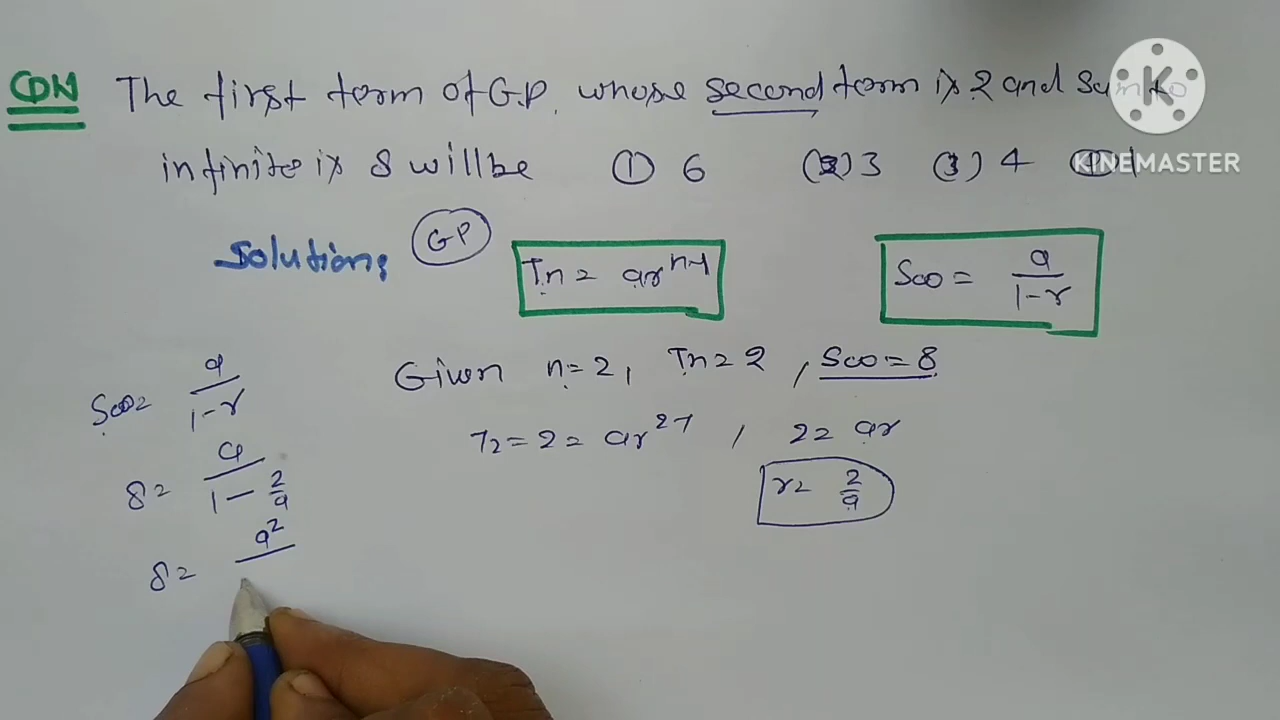 QN The first term of G.P. whose second term is 2 and Sum to
infinite is 8 will be ① 6 (2) 3 (3) 4
KINEMASTER
Solution: GP Tn = ar^n-1 S∞ = a/1-r
Given n=2, Tn=2, S∞=8
T2=2=ar^2-1, 2= ar
r= 2/a
S∞= a/1-r
8= a/1-2/a
8= a^2